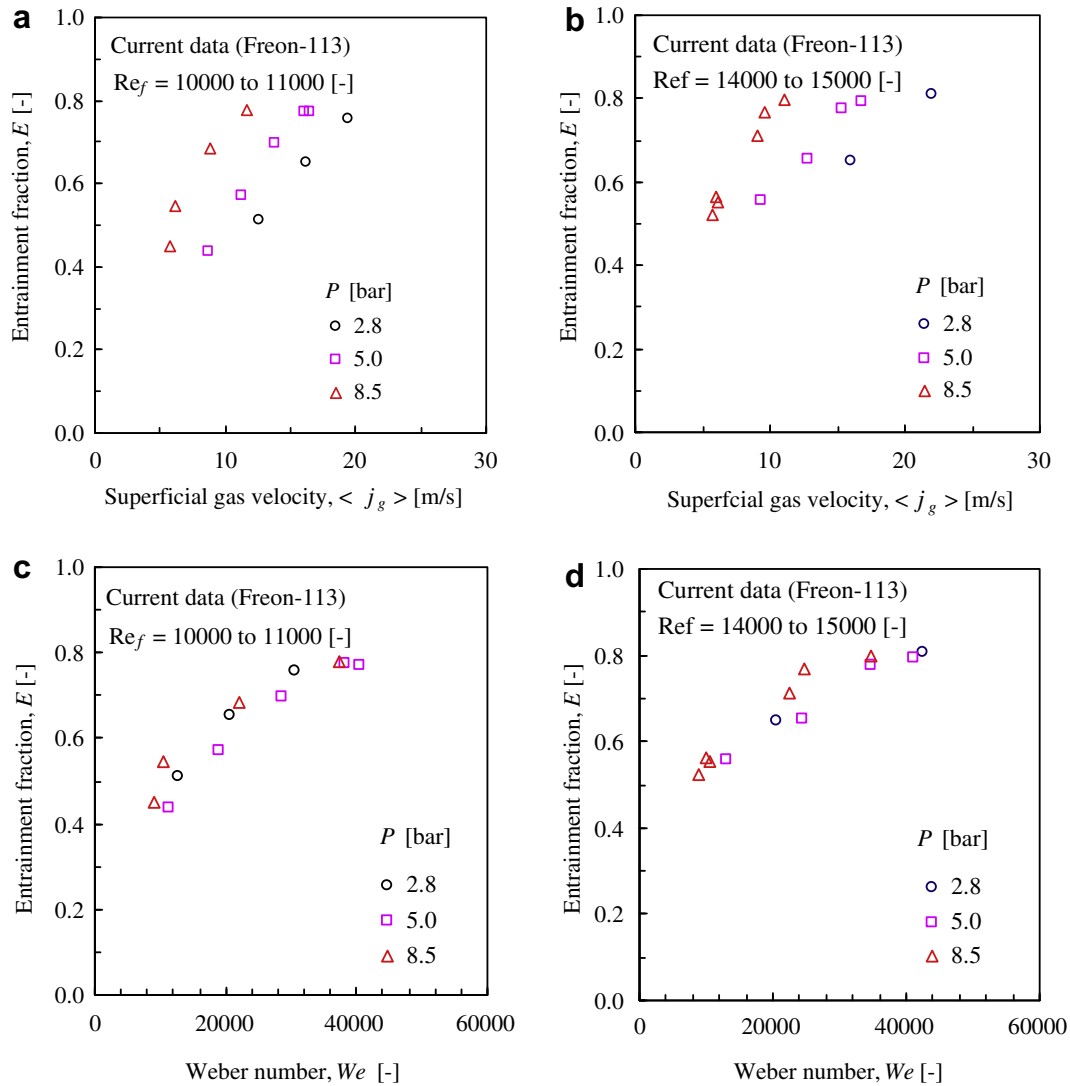 a
1.0
0.8
0.6
0.4
0.2
0.0
Entrainment fraction, E [-]
Current data (Freon-113)
Re_f = 10000 to 11000 [-]
P [bar]
2.8
5.0
8.5
0 10 20 30
Superficial gas velocity, < j_g > [m/s]
b
1.0
0.8
0.6
0.4
0.2
0.0
Entrainment fraction, E [-]
Current data (Freon-113)
Ref = 14000 to 15000 [-]
P [bar]
2.8
5.0
8.5
0 10 20 30
Superfcial gas velocity, < j_g > [m/s]
c
1.0
0.8
0.6
0.4
0.2
0.0
Entrainment fraction, E [-]
Current data (Freon-113)
Re_f = 10000 to 11000 [-]
P [bar]
2.8
5.0
8.5
0 20000 40000 60000
Weber number, We [-]
d
1.0
0.8
0.6
0.4
0.2
0.0
Entrainment fraction, E [-]
Current data (Freon-113)
Ref = 14000 to 15000 [-]
P [bar]
2.8
5.0
8.5
0 20000 40000 60000
Weber number, We [-]